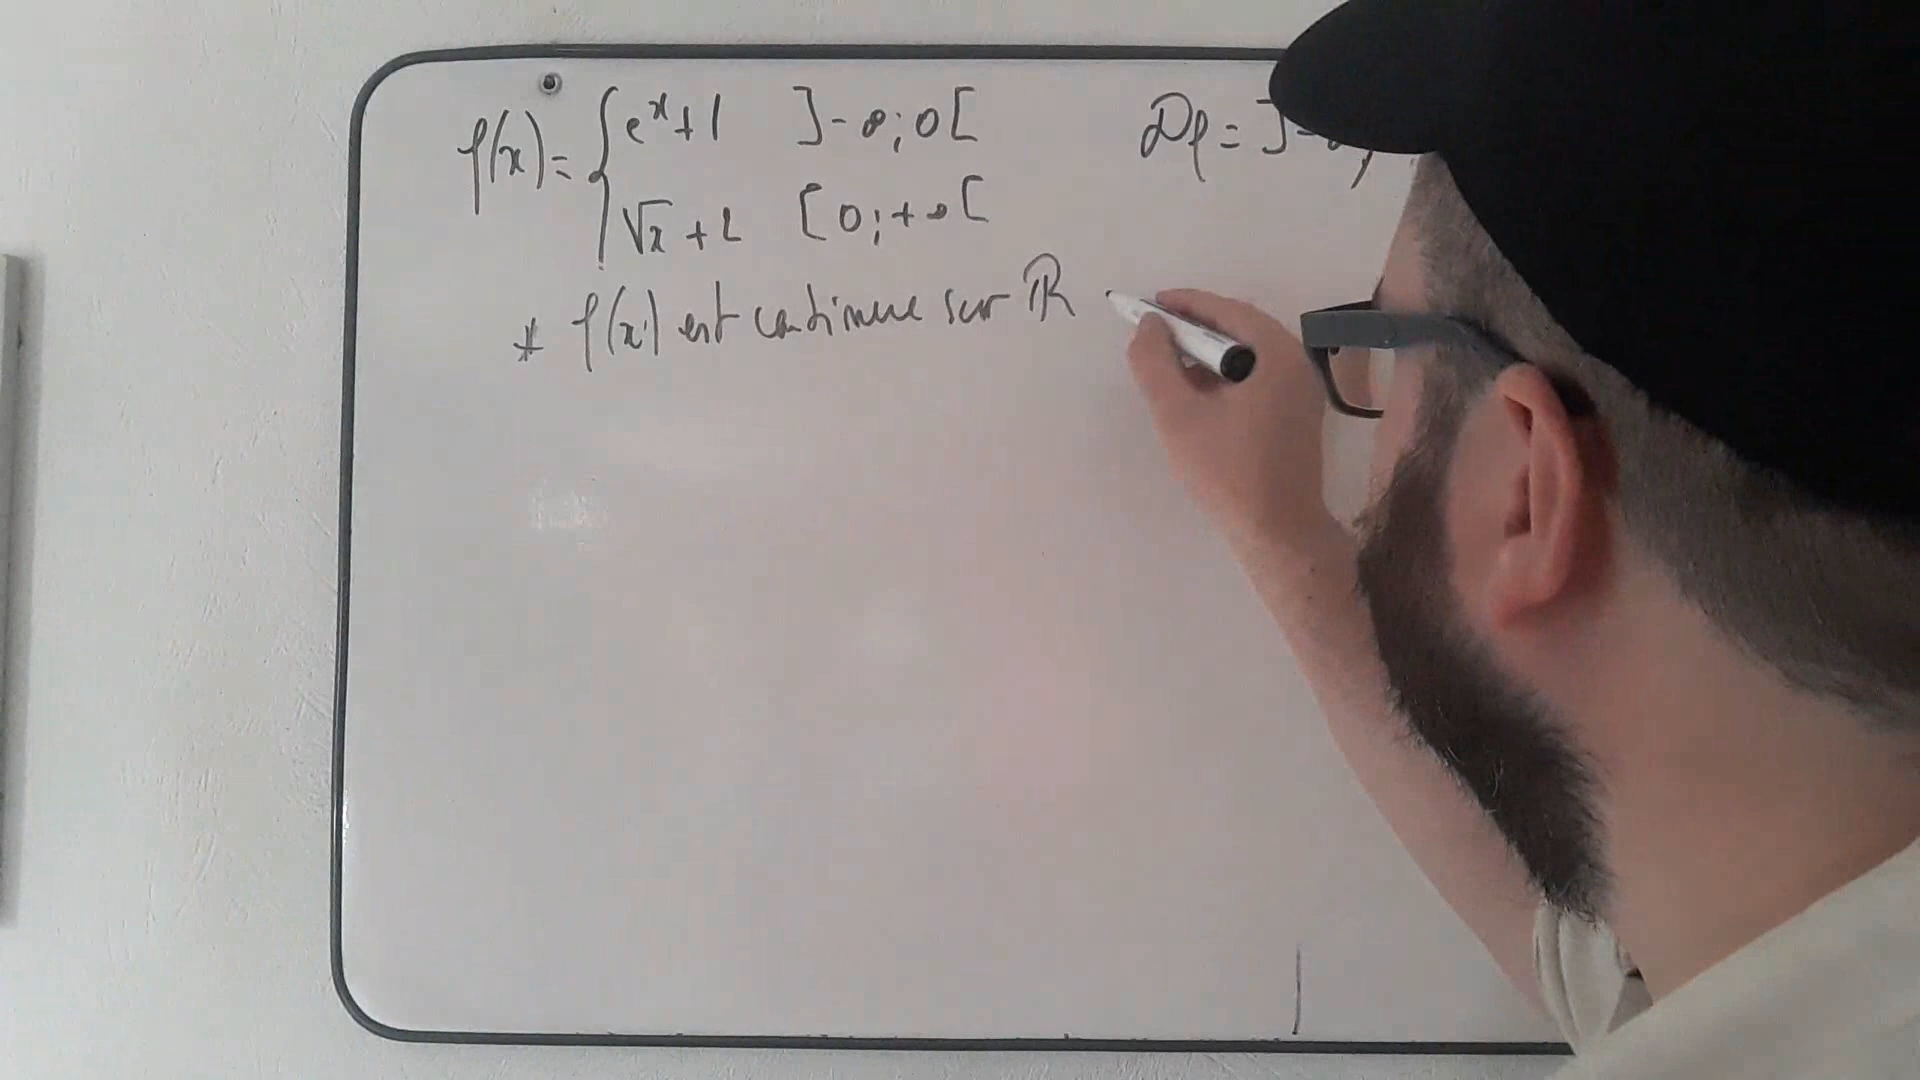 f(x) = { e^x + 1 ]-∞; 0[
√x + 2 [0; +∞[
Df = ]-∞;
* f(x) est continue sur ℝ